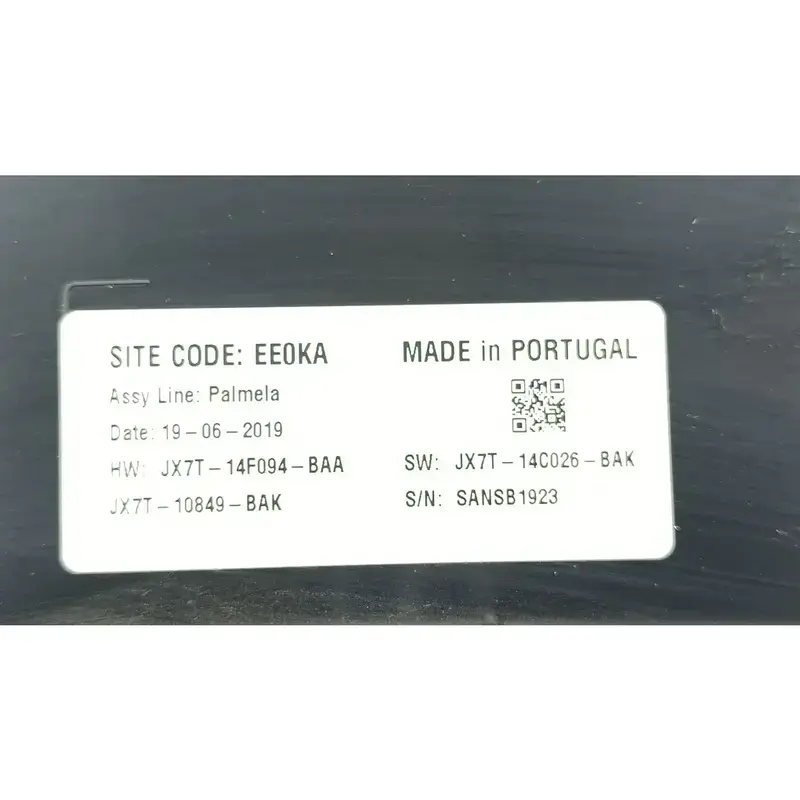 SITE CODE: EE0KA
MADE in PORTUGAL
Assy Line: Palmela
Date: 19-06-2019
HW: JX7T-14F094-BAA
SW: JX7T-14C026-BAK
JX7T-10849-BAK
S/N: SANSB1923